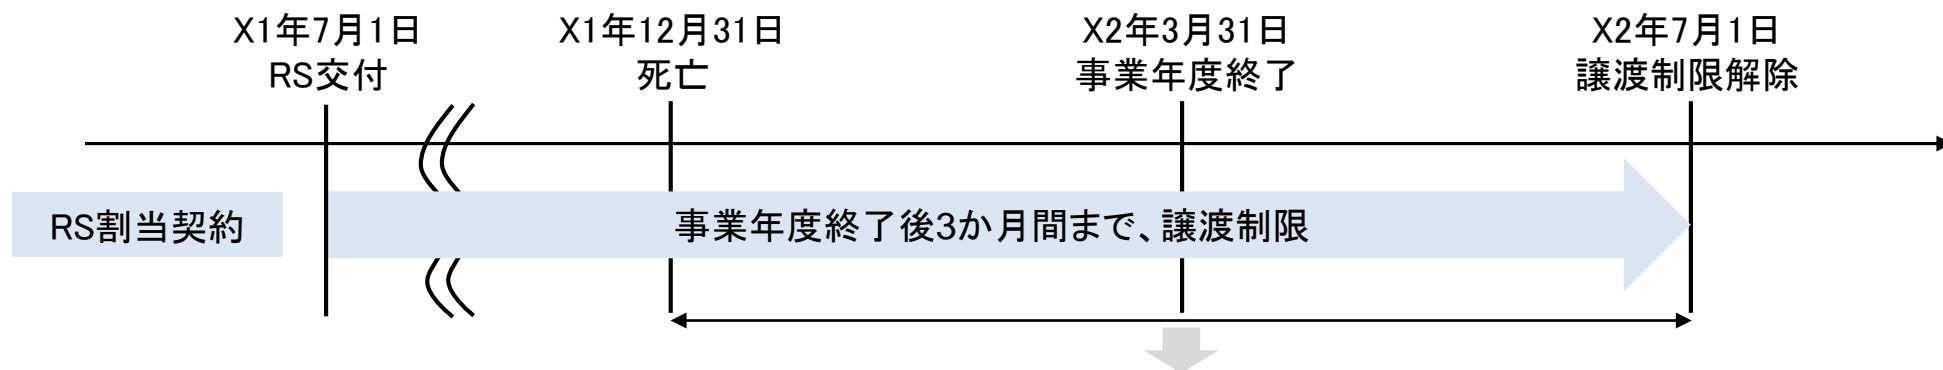 X1年7月1日
RS交付
X1年12月31日
死亡
X2年3月31日
事業年度終了
X2年7月1日
譲渡制限解除
RS割当契約
事業年度終了後3か月間まで、譲渡制限